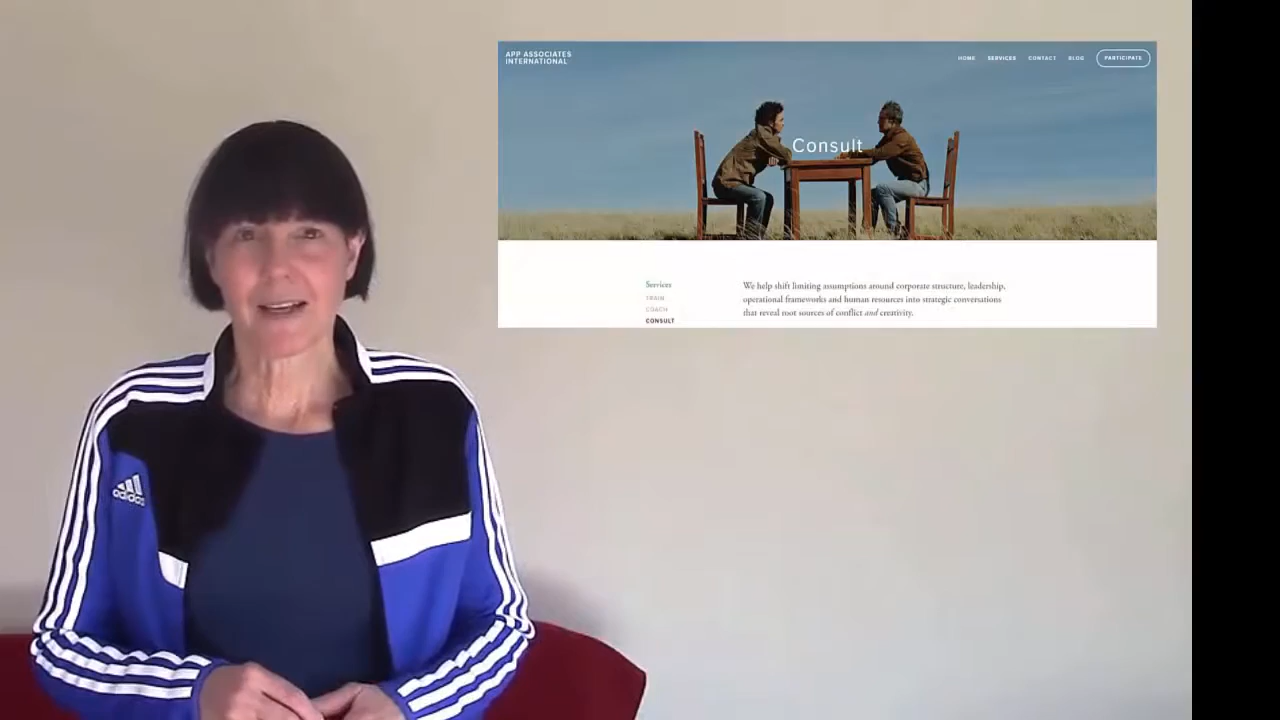 APP ASSOCIATES
INTERNATIONAL
HOME SERVICES CONTACT BLOG PARTICIPATE
Consult
Services
TRAIN
COACH
CONSULT
We help shift limiting assumptions around corporate structure, leadership,
operational frameworks and human resources into strategic conversations
that reveal root sources of conflict and creativity.
adidas